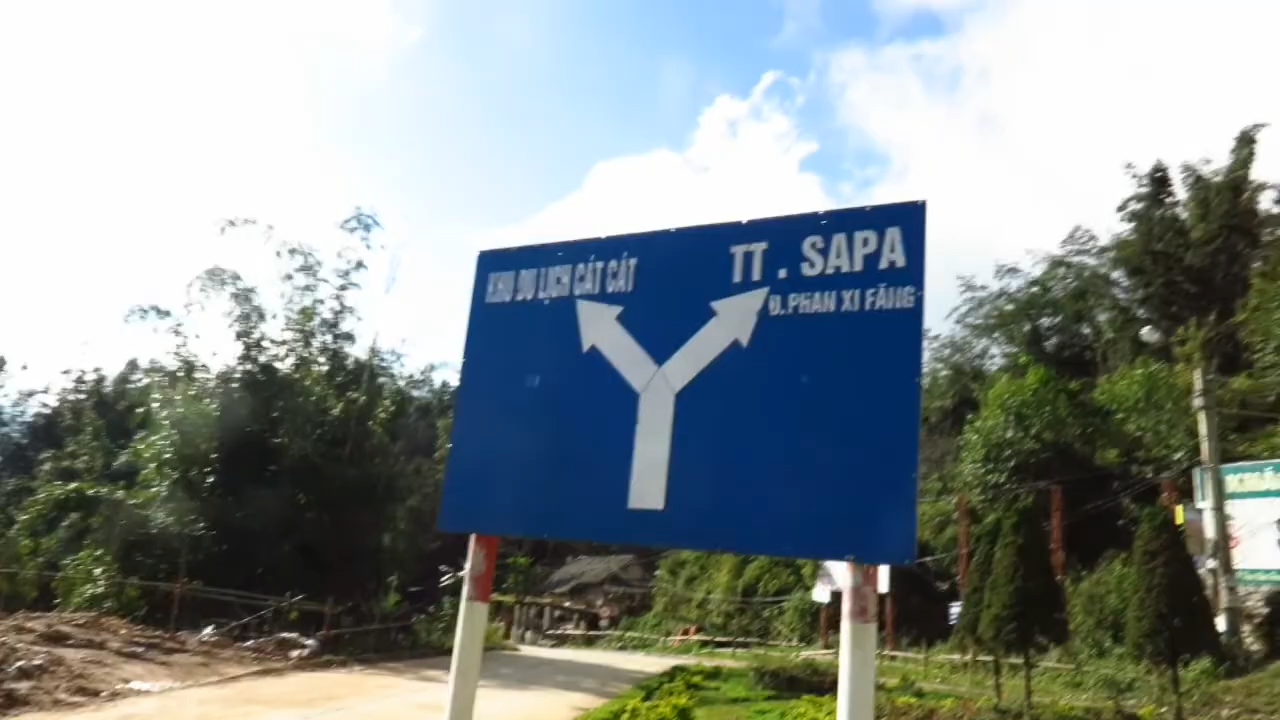 KHU DU LỊCH CÁT CÁT
TT . SAPA
Đ.PHAN XI FĂNG